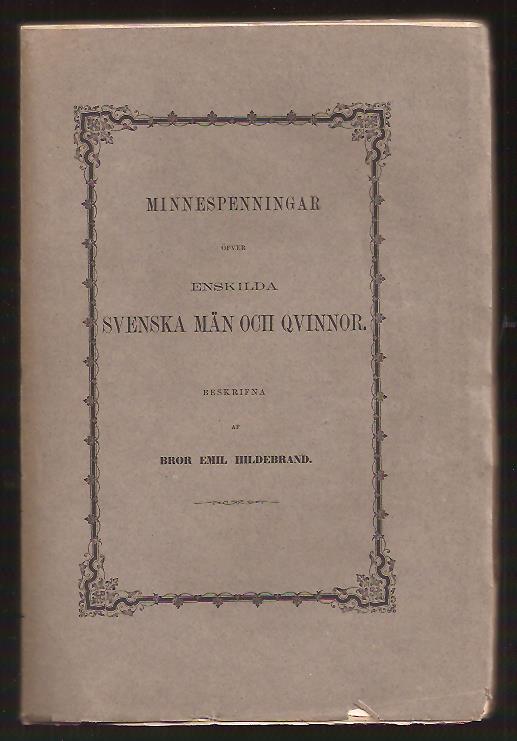 MINNESPENNINGAR
ÖFVER
ENSKILDA
SVENSKA MÄN OCH QVINNOR.
BESKRIFNA
AF
BROR EMIL HILDEBRAND.